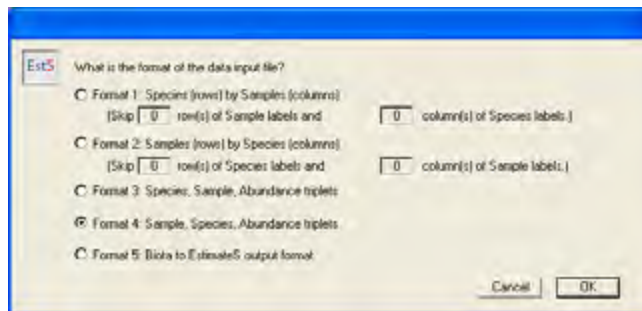 EstS
What is the format of the data input file?
Format 1: Species (rows) by Samples (columns)
(Skip 0 row(s) of Sample labels and 0 column(s) of Species labels.)
Format 2: Samples (rows) by Species (columns)
(Skip 0 row(s) of Species labels and 0 column(s) of Sample labels.)
Format 3: Species, Sample, Abundance triplets
Format 4: Sample, Species, Abundance triplets
Format 5: Biota to EstimateS output format
Cancel OK